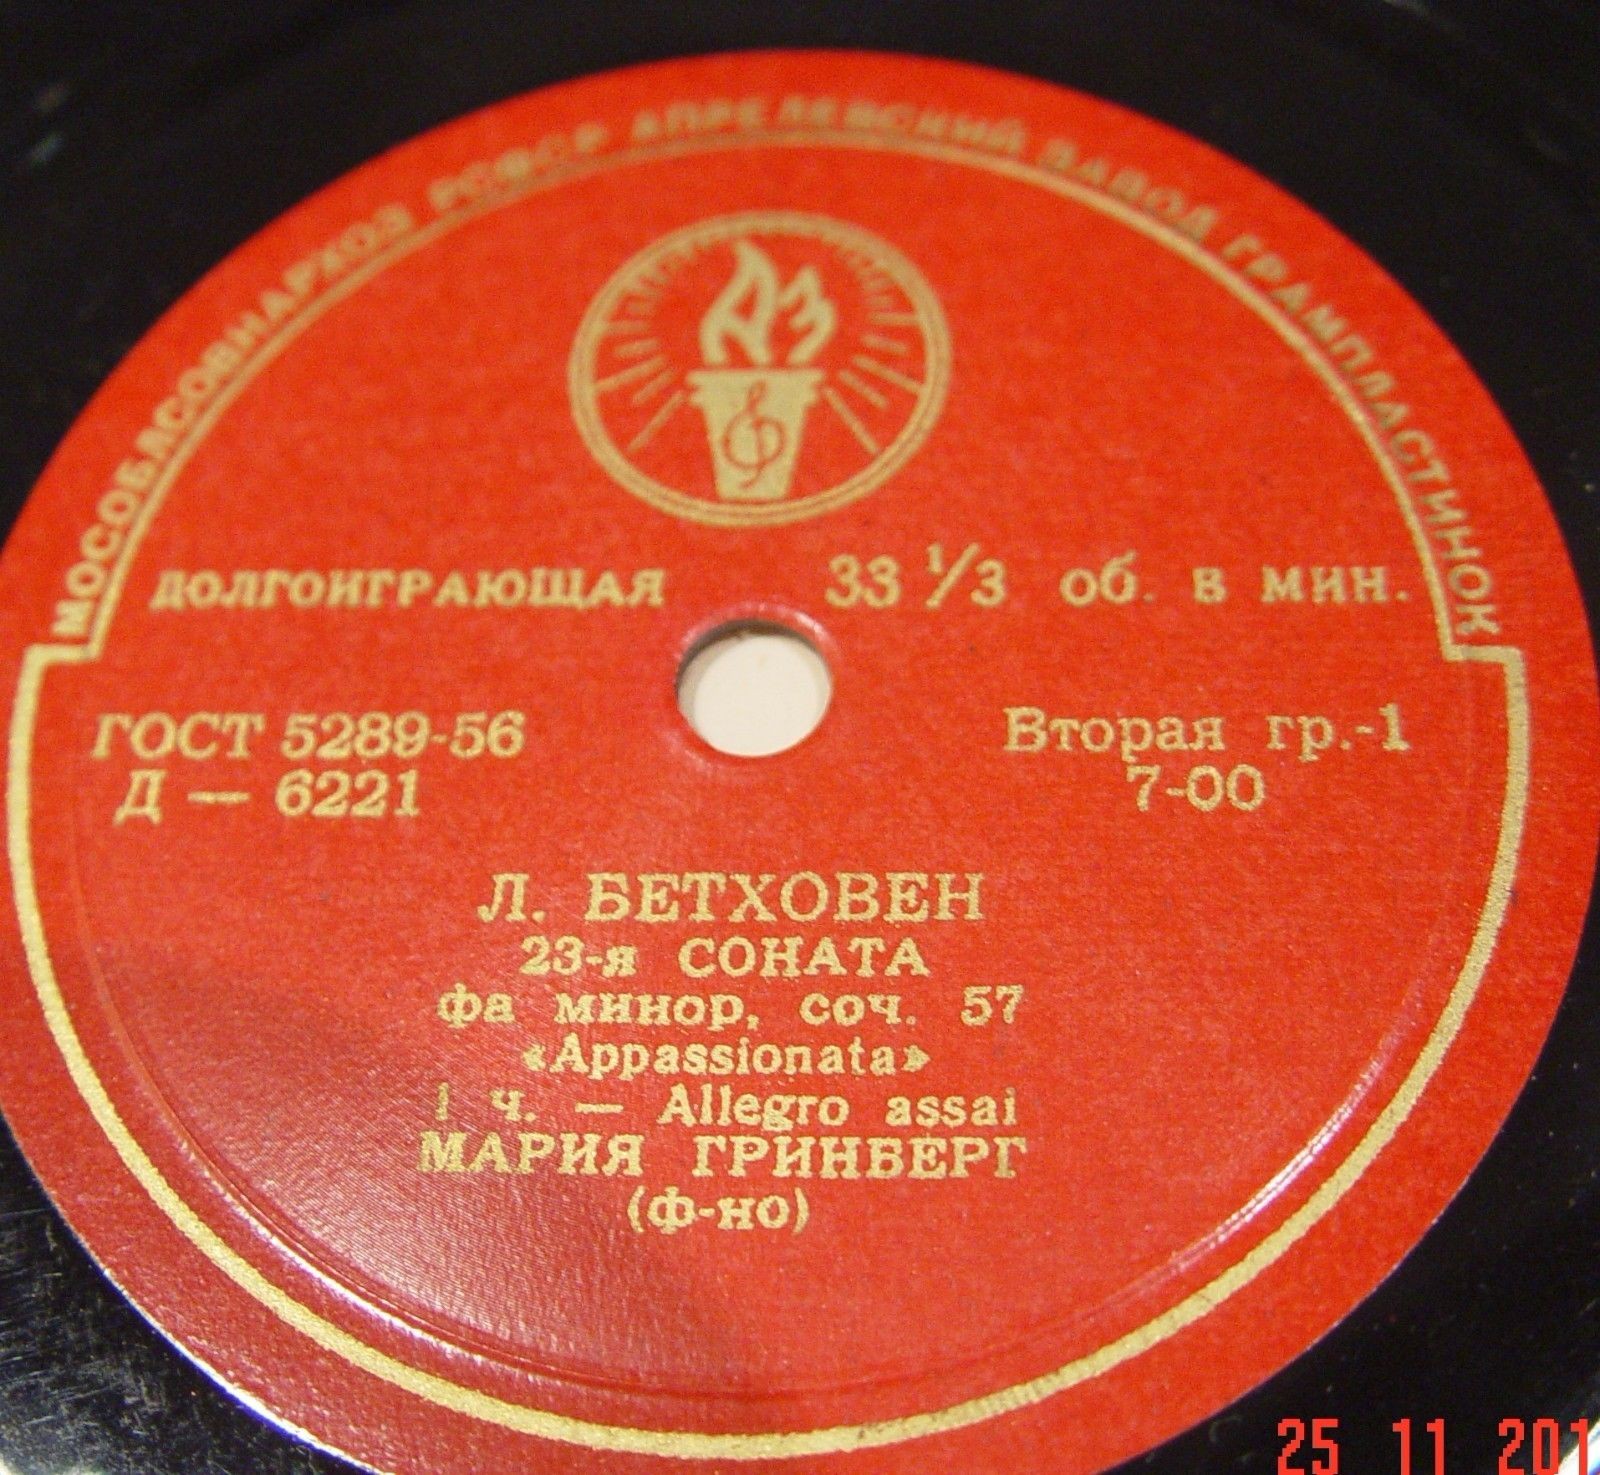 МОСОБЛСОВНАРХОЗ РСФСР АПРЕЛЕВСКИЙ ЗАВОД ГРАМПЛАСТИНОК
АЗ
ДОЛГОИГРАЮЩАЯ 33 1/3 об. в мин.
ГОСТ 5289-56 Вторая гр.-1
Д — 6221 7-00
Л. БЕТХОВЕН
23-я СОНАТА
Фа минор, соч. 57
«Appassionata»
I ч. — Allegro assai
МАРИЯ ГРИНБЕРГ
(Ф-но)
25 11 201